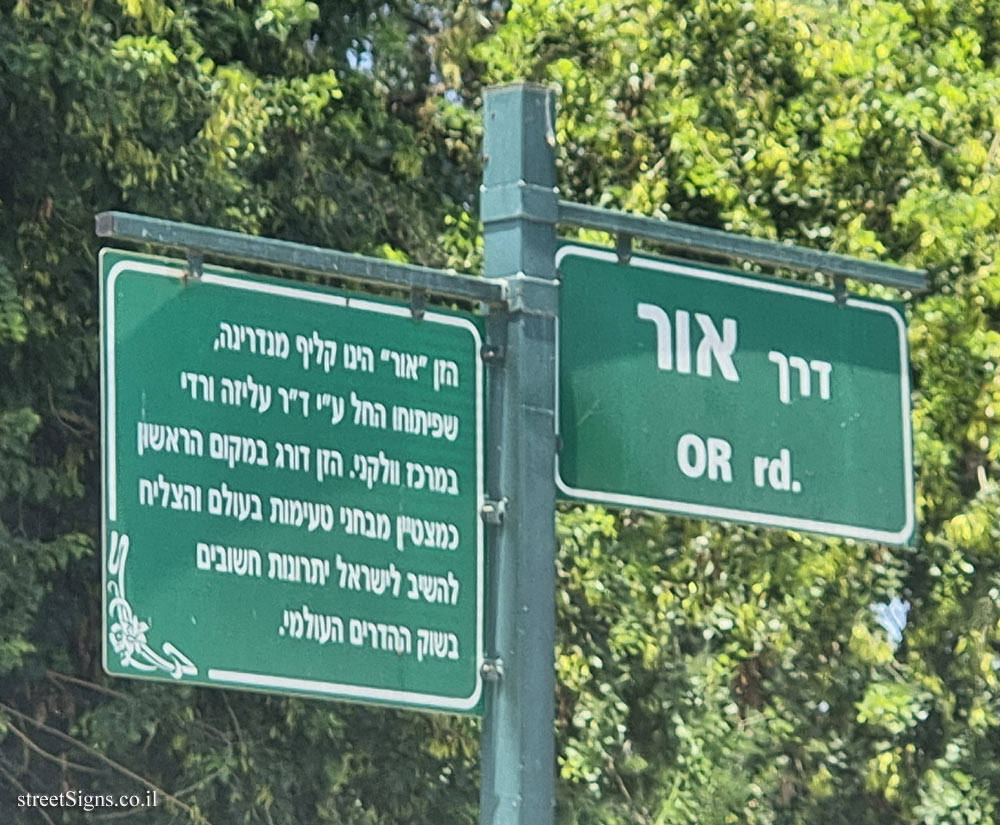 הזן "אור" הינו קליף מנדרינה,
שפיתוחו החל ע"י ד"ר עליזה ורדי
במרכז וולקני. הזן דורג במקום הראשון
כמצטיין מבחני טעימות בעולם והצליח
להשיב לישראל יתרונות חשובים
בשוק ההדרים העולמי.
דרך אור
OR rd.
streetSigns.co.il